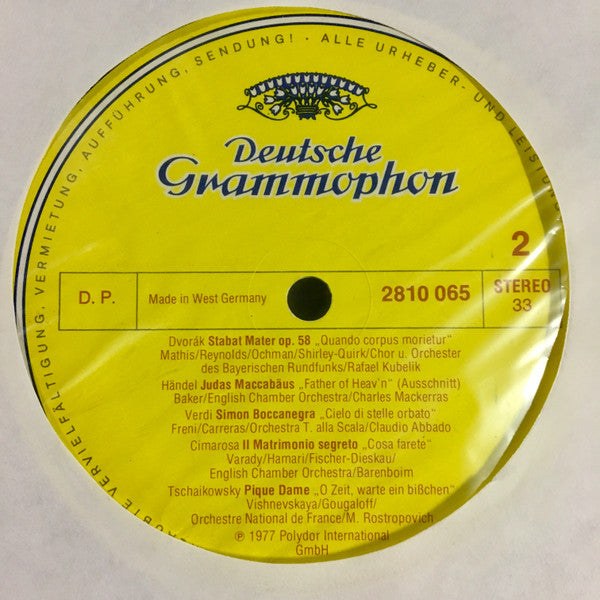 AUBTE VERVIELFÄLTIGUNG, VERMIETUNG, AUFFÜHRUNG, SENDUNG! · ALLE URHEBER- UND LEISTUNG
Deutsche
Grammophon
2
D. P.
Made in West Germany
2810 065
STEREO
33
Dvorák Stabat Mater op. 58 „Quando corpus morietur"
Mathis/Reynolds/Ochman/Shirley-Quirk/Chor u. Orchester
des Bayerischen Rundfunks/Rafael Kubelik
Händel Judas Maccabäus „Father of Heav'n" (Ausschnitt)
Baker/English Chamber Orchestra/Charles Mackerras
Verdi Simon Boccanegra „Cielo di stelle orbato"
Freni/Carreras/Orchestra T. alla Scala/Claudio Abbado
Cimarosa Il Matrimonio segreto „Cosa farete"
Varady/Hamari/Fischer-Dieskau/
English Chamber Orchestra/Barenboim
Tschaikowsky Pique Dame „O Zeit, warte ein bißchen"
Vishnevskaya/Gougaloff/
Orchestre National de France/M. Rostropovich
℗ 1977 Polydor International
GmbH